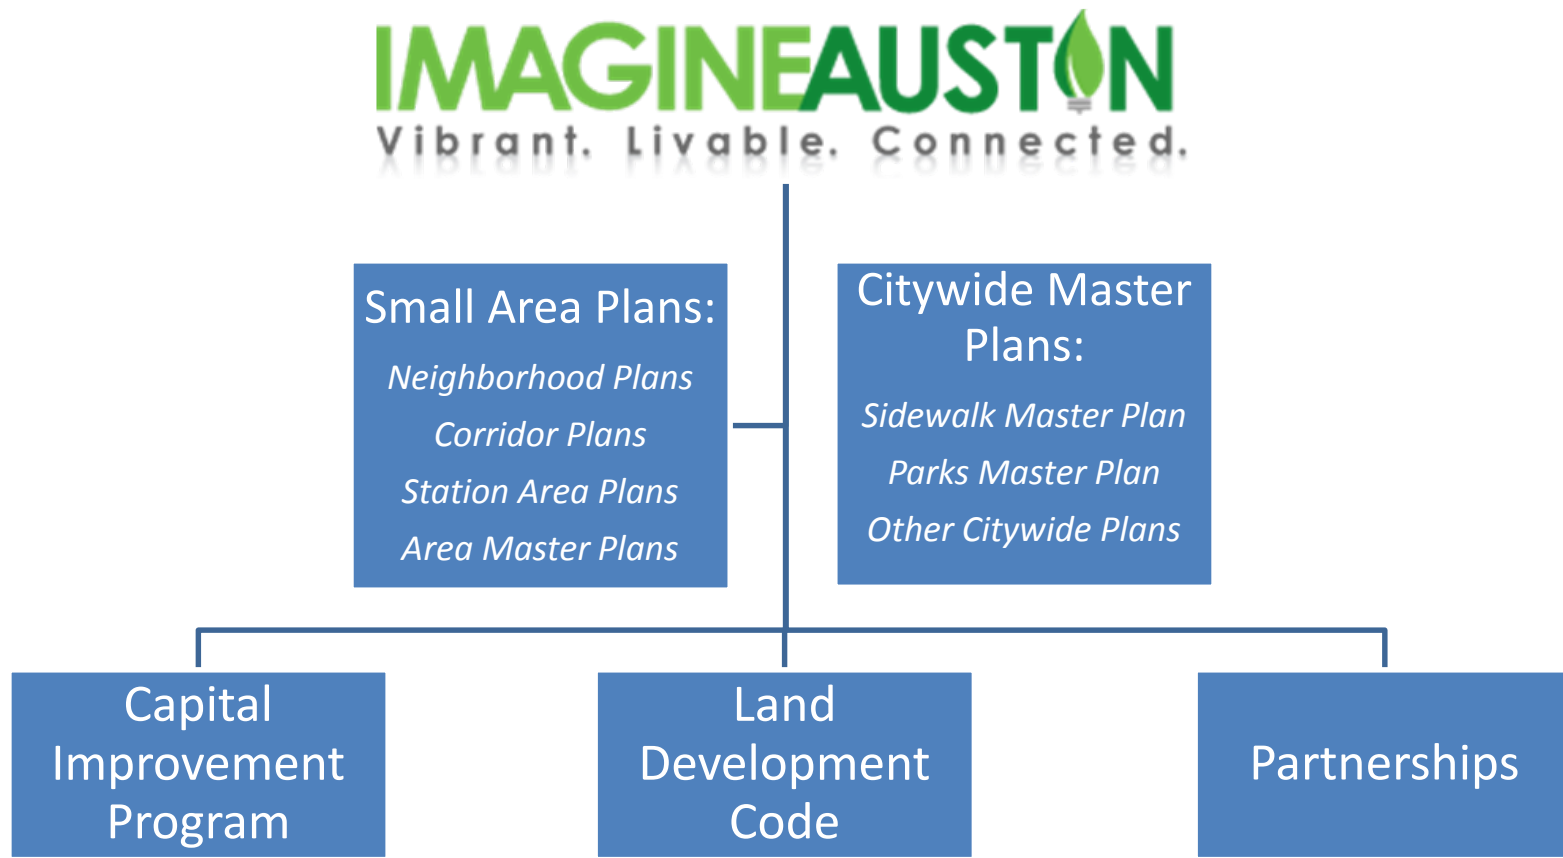 IMAGINEAUSTIN
Vibrant. Livable. Connected.
Small Area Plans:
Neighborhood Plans
Corridor Plans
Station Area Plans
Area Master Plans
Citywide Master
Plans:
Sidewalk Master Plan
Parks Master Plan
Other Citywide Plans
Capital
Improvement
Program
Land
Development
Code
Partnerships